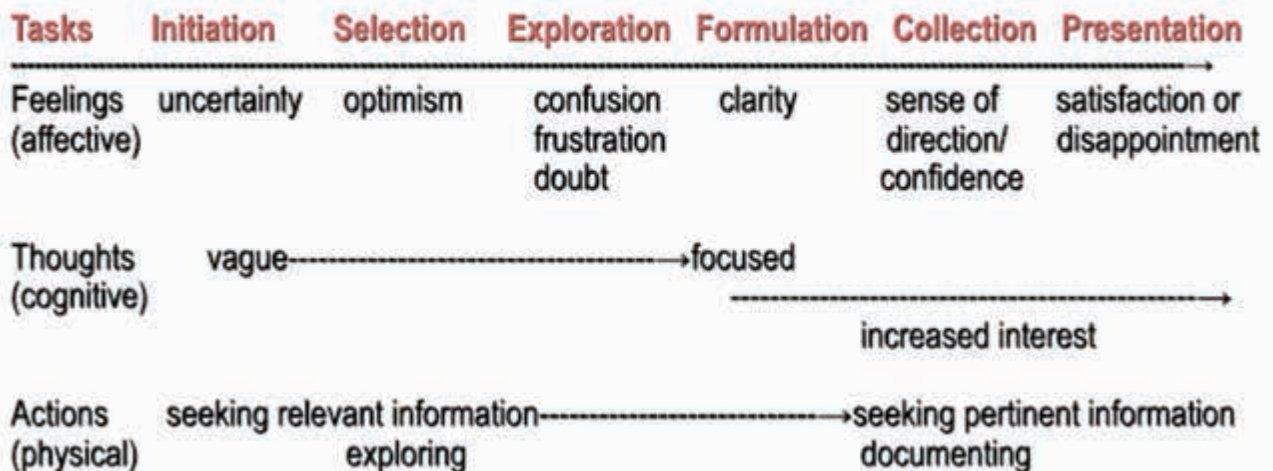 Tasks Initiation Selection Exploration Formulation Collection Presentation
Feelings uncertainty optimism confusion clarity sense of satisfaction or
(affective) frustration direction/ disappointment
doubt confidence
Thoughts vague focused
(cognitive)
increased interest
Actions seeking relevant information seeking pertinent information
(physical) exploring documenting